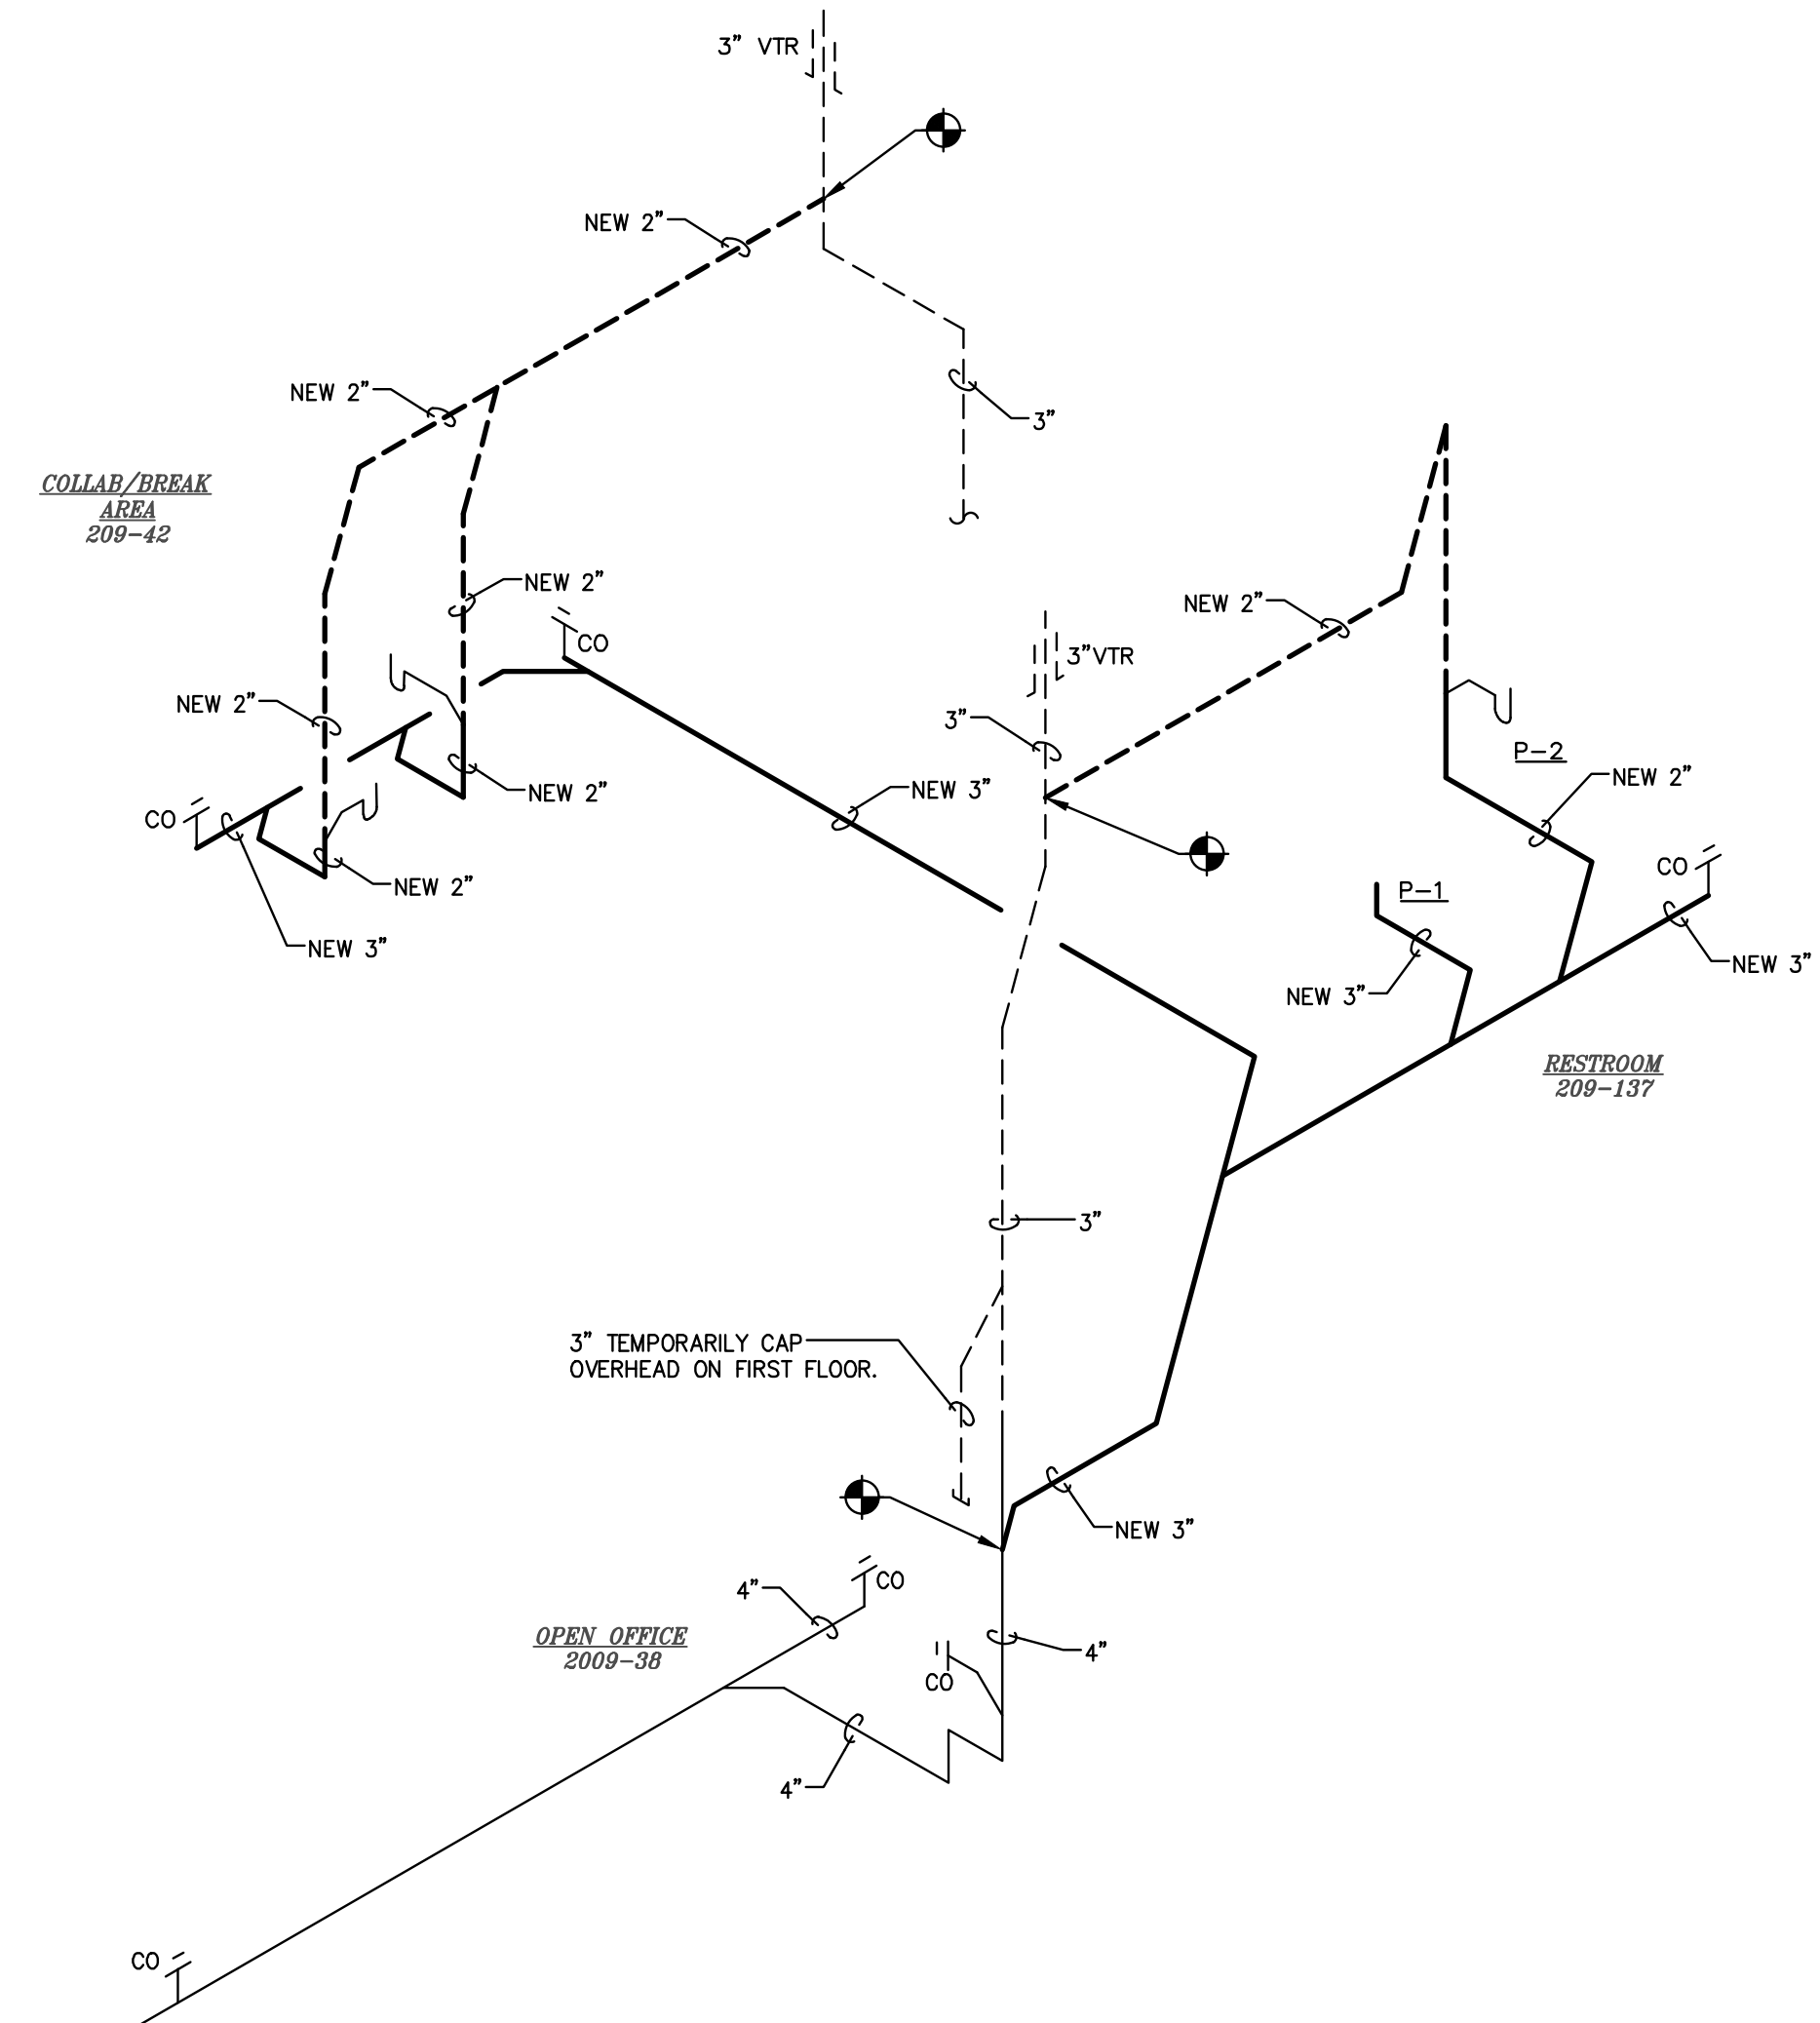 3" VTR
NEW 2"
NEW 2"
3"
COLLAB/BREAK
AREA
209-42
NEW 2"
NEW 2"
CO
3"VTR
NEW 2"
3"
P-2
NEW 2"
NEW 2"
NEW 3"
CO
CO
NEW 2"
P-1
NEW 3"
NEW 3"
NEW 3"
RESTROOM
209-137
3"
3" TEMPORARILY CAP
OVERHEAD ON FIRST FLOOR.
NEW 3"
4"
CO
OPEN OFFICE
2009-38
4"
CO
4"
CO